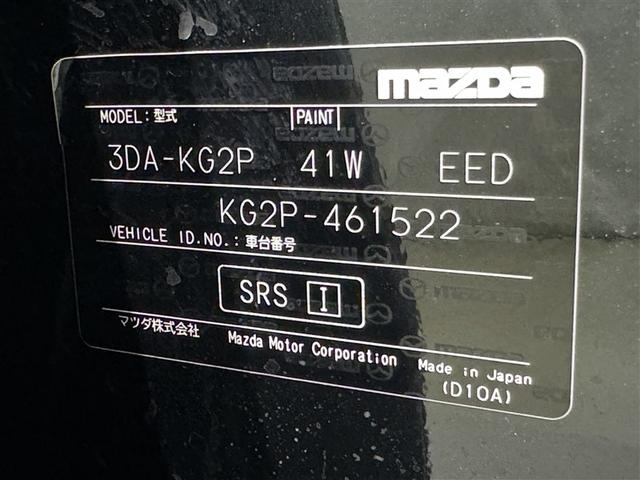 mazda
MODEL:型式 PAINT
3DA-KG2P 41W EED
KG2P-461522
VEHICLE ID.NO.:車台番号
SRS I
マツダ株式会社 Mazda Motor Corporation Made in Japan
(D10A)